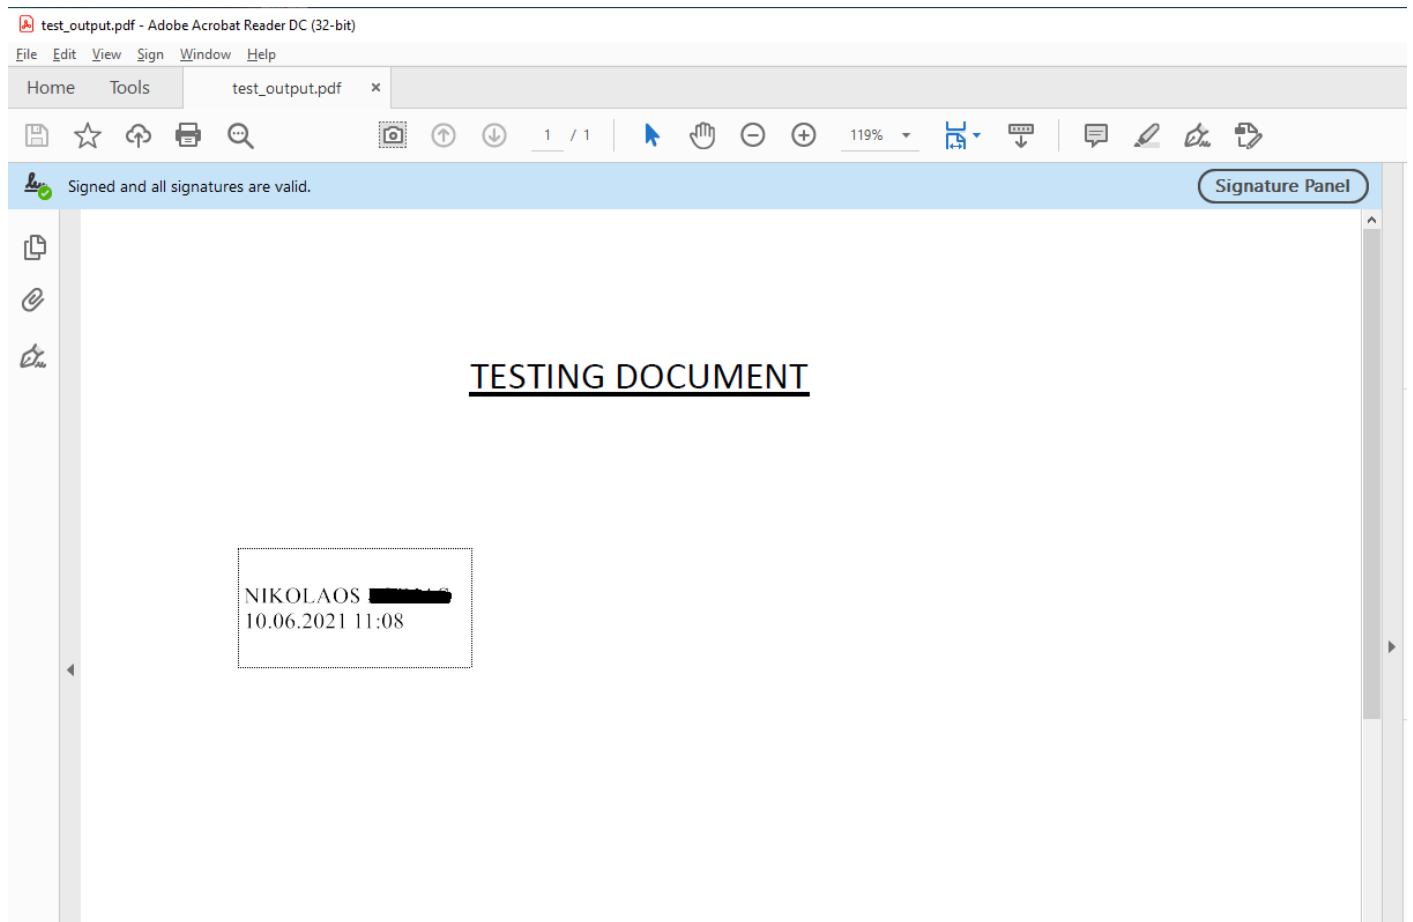 test_output.pdf - Adobe Acrobat Reader DC (32-bit)
File Edit View Sign Window Help
Home Tools test_output.pdf ×
1 / 1 119%
Signed and all signatures are valid. Signature Panel
TESTING DOCUMENT
NIKOLAOS
10.06.2021 11:08